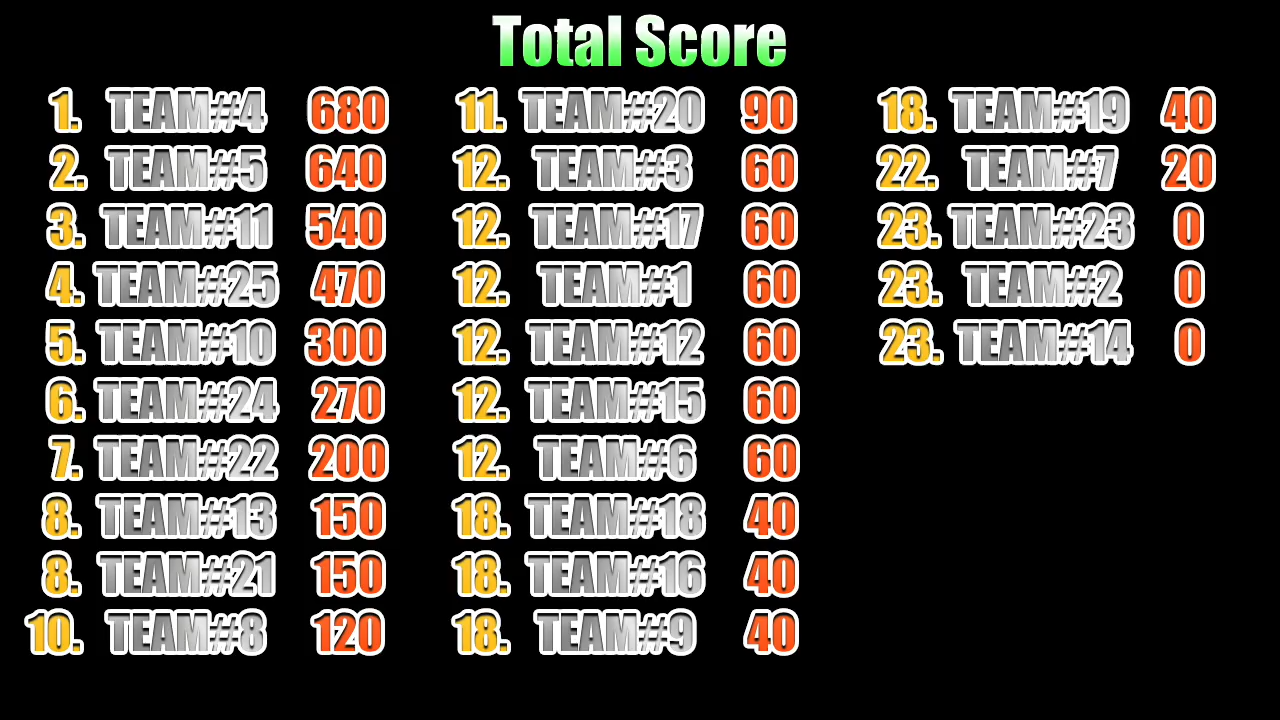 Total Score
1. TEAM#4 680
2. TEAM#5 640
3. TEAM#11 540
4. TEAM#25 470
5. TEAM#10 300
6. TEAM#24 270
7. TEAM#22 200
8. TEAM#13 150
8. TEAM#21 150
10. TEAM#8 120
11. TEAM#20 90
12. TEAM#3 60
12. TEAM#17 60
12. TEAM#1 60
12. TEAM#12 60
12. TEAM#15 60
12. TEAM#6 60
18. TEAM#18 40
18. TEAM#16 40
18. TEAM#9 40
18. TEAM#19 40
22. TEAM#7 20
23. TEAM#23 0
23. TEAM#2 0
23. TEAM#14 0